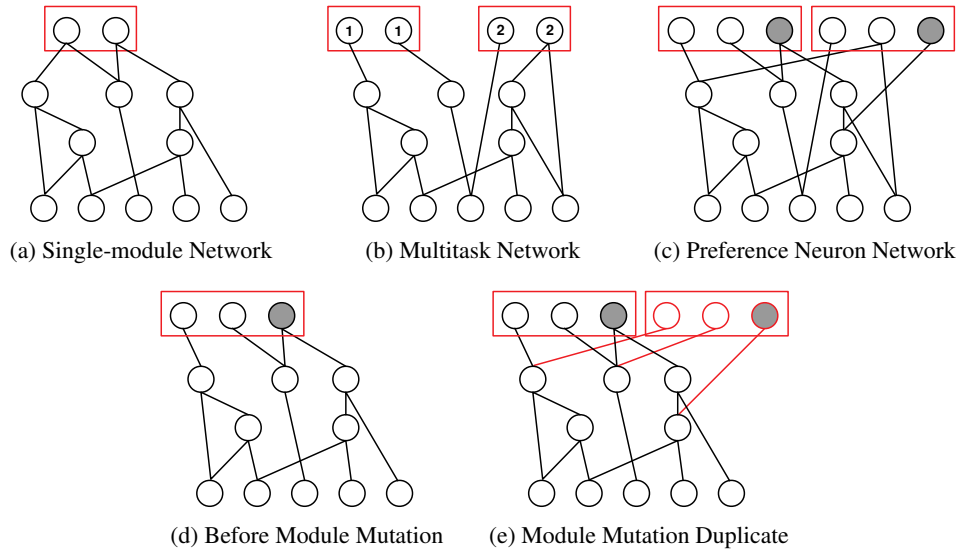 1 1 2 2
(a) Single-module Network (b) Multitask Network (c) Preference Neuron Network
(d) Before Module Mutation (e) Module Mutation Duplicate